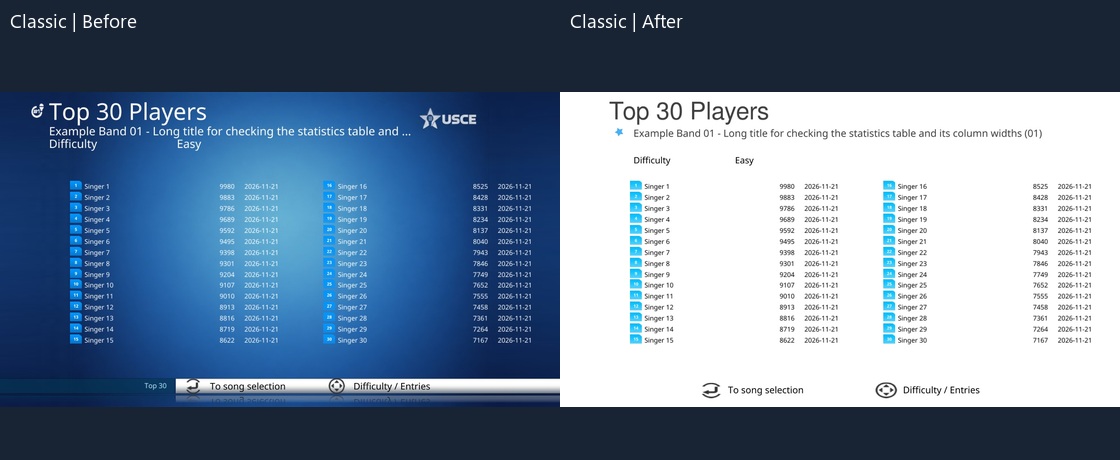 Classic | Before
Top 30 Players
USCE
Example Band 01 - Long title for checking the statistics table and ...
Difficulty Easy
1 Singer 1 9980 2026-11-21 16 Singer 16 8525 2026-11-21
2 Singer 2 9883 2026-11-21 17 Singer 17 8428 2026-11-21
3 Singer 3 9786 2026-11-21 18 Singer 18 8331 2026-11-21
4 Singer 4 9689 2026-11-21 19 Singer 19 8234 2026-11-21
5 Singer 5 9592 2026-11-21 20 Singer 20 8137 2026-11-21
6 Singer 6 9495 2026-11-21 21 Singer 21 8040 2026-11-21
7 Singer 7 9398 2026-11-21 22 Singer 22 7943 2026-11-21
8 Singer 8 9301 2026-11-21 23 Singer 23 7846 2026-11-21
9 Singer 9 9204 2026-11-21 24 Singer 24 7749 2026-11-21
10 Singer 10 9107 2026-11-21 25 Singer 25 7652 2026-11-21
11 Singer 11 9010 2026-11-21 26 Singer 26 7555 2026-11-21
12 Singer 12 8913 2026-11-21 27 Singer 27 7458 2026-11-21
13 Singer 13 8816 2026-11-21 28 Singer 28 7361 2026-11-21
14 Singer 14 8719 2026-11-21 29 Singer 29 7264 2026-11-21
15 Singer 15 8622 2026-11-21 30 Singer 30 7167 2026-11-21
Top 30 To song selection Difficulty / Entries
Classic | After
Top 30 Players
Example Band 01 - Long title for checking the statistics table and its column widths (01)
Difficulty Easy
1 Singer 1 9980 2026-11-21 16 Singer 16 8525 2026-11-21
2 Singer 2 9883 2026-11-21 17 Singer 17 8428 2026-11-21
3 Singer 3 9786 2026-11-21 18 Singer 18 8331 2026-11-21
4 Singer 4 9689 2026-11-21 19 Singer 19 8234 2026-11-21
5 Singer 5 9592 2026-11-21 20 Singer 20 8137 2026-11-21
6 Singer 6 9495 2026-11-21 21 Singer 21 8040 2026-11-21
7 Singer 7 9398 2026-11-21 22 Singer 22 7943 2026-11-21
8 Singer 8 9301 2026-11-21 23 Singer 23 7846 2026-11-21
9 Singer 9 9204 2026-11-21 24 Singer 24 7749 2026-11-21
10 Singer 10 9107 2026-11-21 25 Singer 25 7652 2026-11-21
11 Singer 11 9010 2026-11-21 26 Singer 26 7555 2026-11-21
12 Singer 12 8913 2026-11-21 27 Singer 27 7458 2026-11-21
13 Singer 13 8816 2026-11-21 28 Singer 28 7361 2026-11-21
14 Singer 14 8719 2026-11-21 29 Singer 29 7264 2026-11-21
15 Singer 15 8622 2026-11-21 30 Singer 30 7167 2026-11-21
To song selection Difficulty / Entries